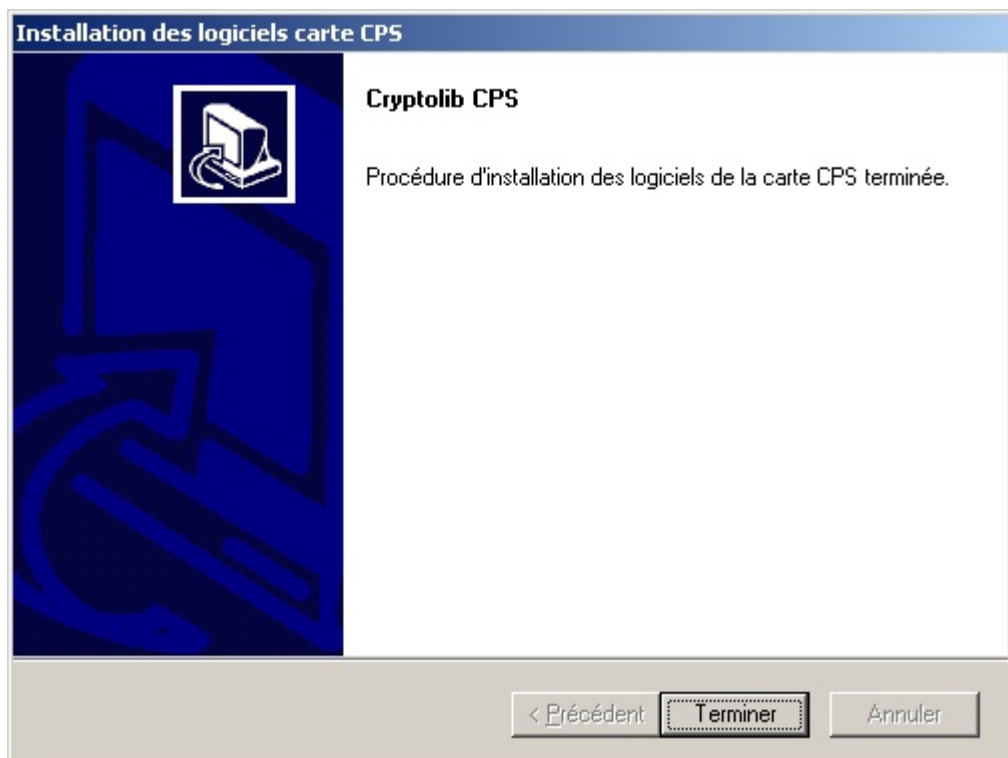 Installation des logiciels carte CPS
Cryptolib CPS
Procédure d'installation des logiciels de la carte CPS terminée.
< Précédent Terminer Annuler